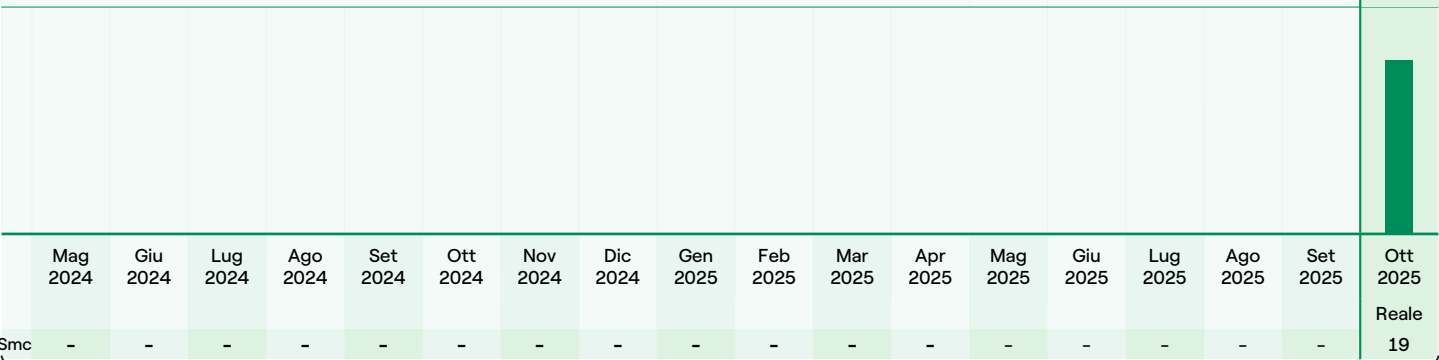 Mag Giu Lug Ago Set Ott Nov Dic Gen Feb Mar Apr Mag Giu Lug Ago Set Ott
2024 2024 2024 2024 2024 2024 2024 2024 2025 2025 2025 2025 2025 2025 2025 2025 2025 2025
Reale
Smc - - - - - - - - - - - - - - - - - 19